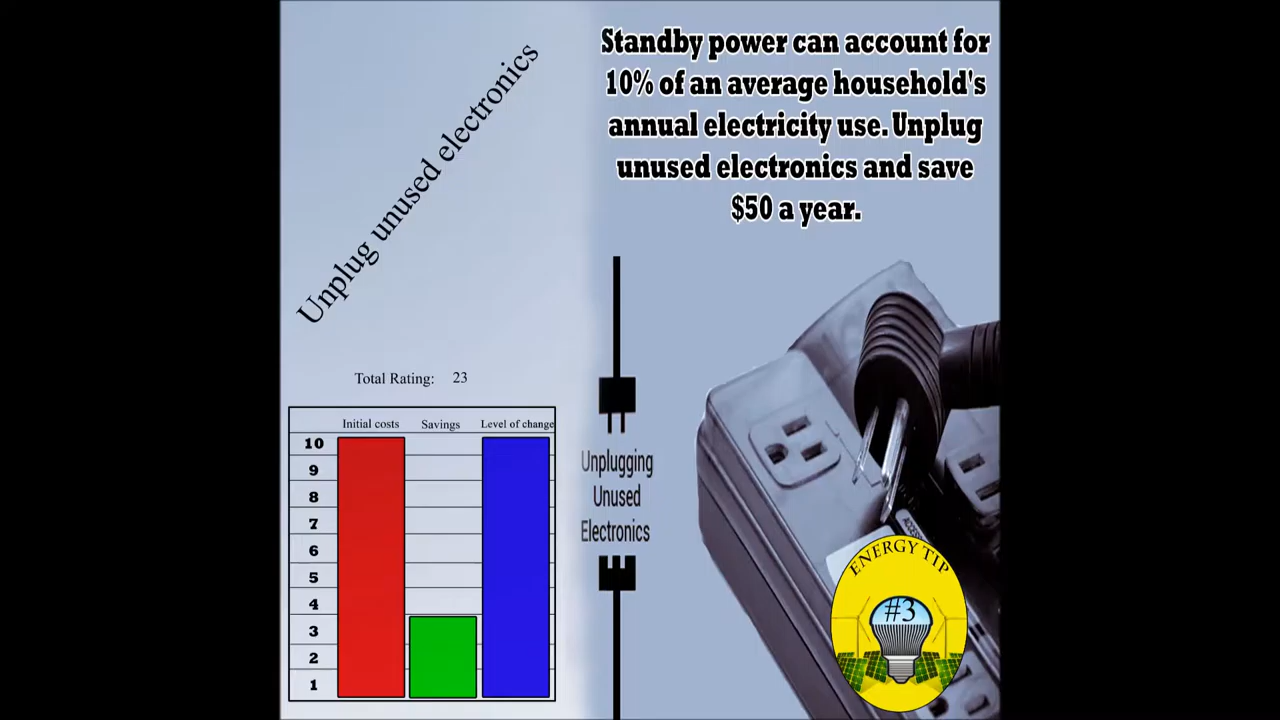 Unplug unused electronics
Standby power can account for
10% of an average household's
annual electricity use. Unplug
unused electronics and save
$50 a year.
Total Rating: 23
Initial costs Savings Level of change
10
9
8
7
6
5
4
3
2
1
Unplugging
Unused
Electronics
ENERGY TIP
#3